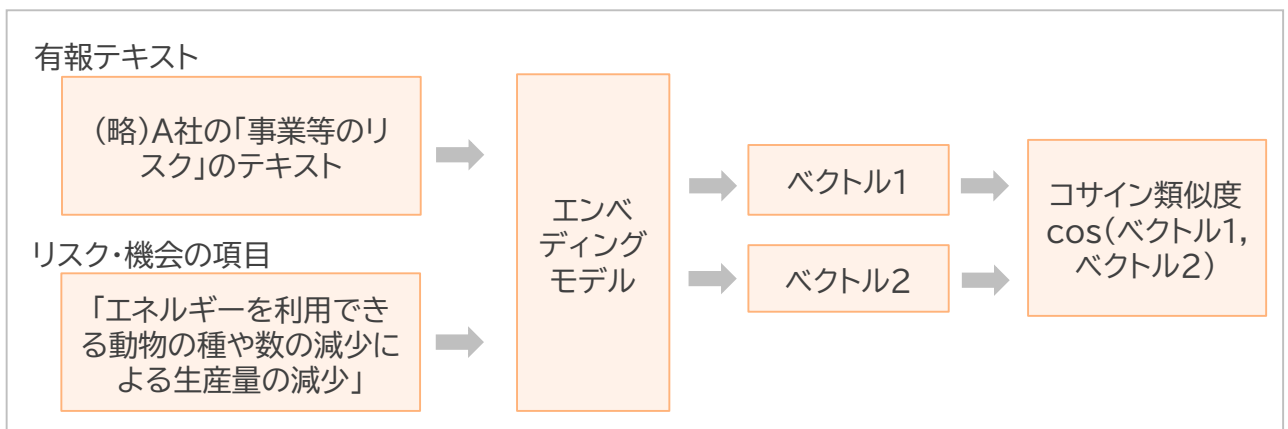 有報テキスト
(略)A社の「事業等のリ
スク」のテキスト
リスク・機会の項目
「エネルギーを利用でき
る動物の種や数の減少に
よる生産量の減少」
エンベ
ディング
モデル
ベクトル1
ベクトル2
コサイン類似度
cos(ベクトル1,
ベクトル2)